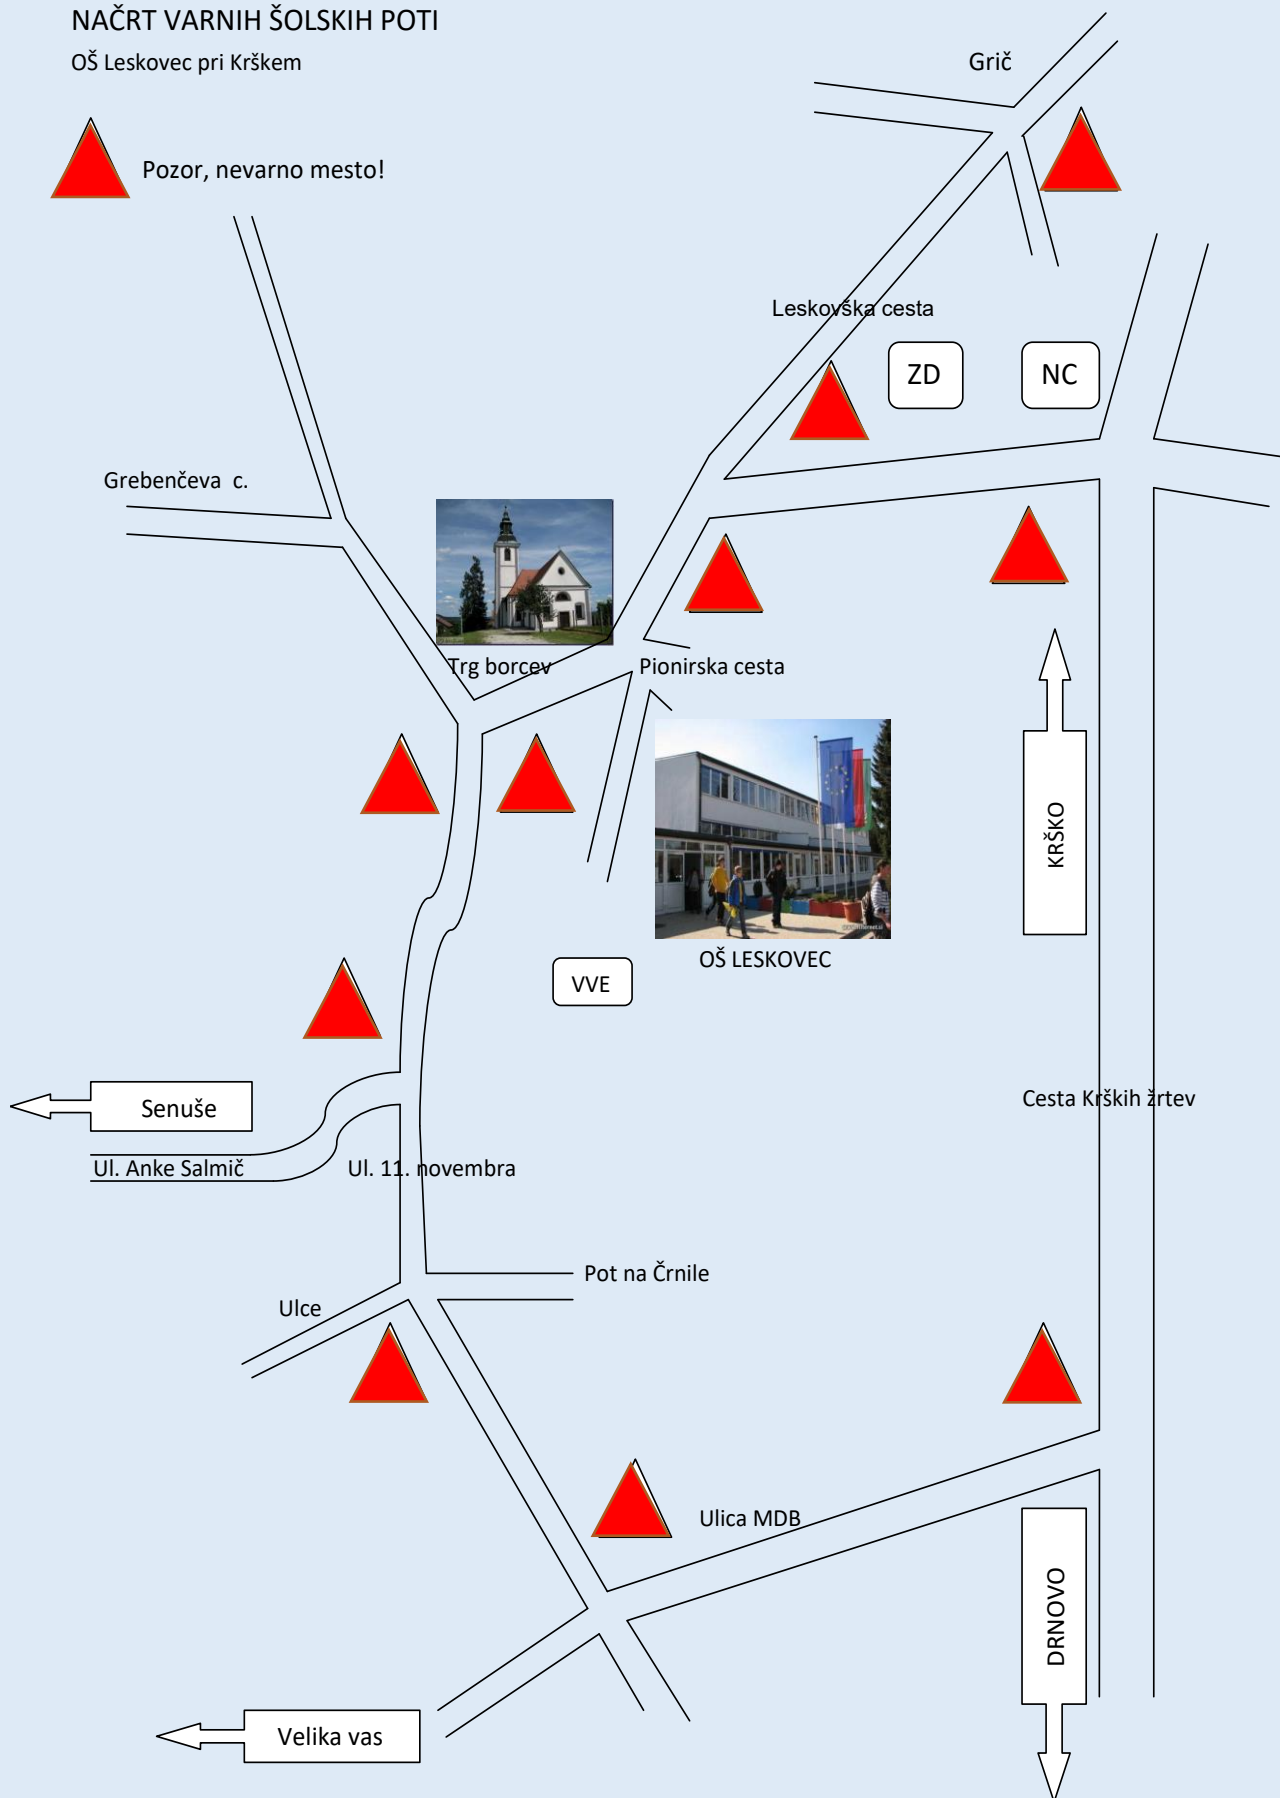 NAČRT VARNIH ŠOLSKIH POTI
OŠ Leskovec pri Krškem
Grič
Pozor, nevarno mesto!
Leskovška cesta
ZD
NC
Grebenčeva c.
Trg borcev
Pionirska cesta
KRŠKO
OŠ LESKOVEC
VVE
Senuše
Cesta Krških žrtev
Ul. Anke Salmič
Ul. 11. novembra
Pot na Črnile
Ulce
Ulica MDB
DRNOVO
Velika vas